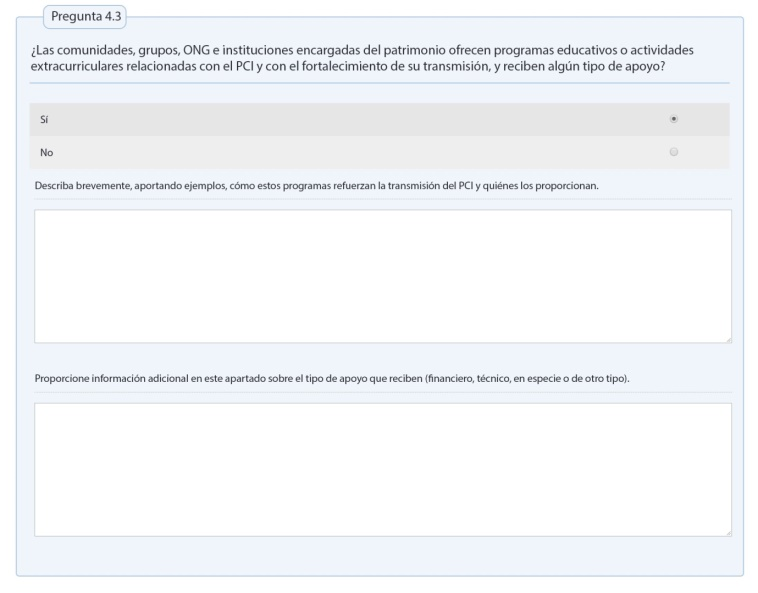 Pregunta 4.3
¿Las comunidades, grupos, ONG e instituciones encargadas del patrimonio ofrecen programas educativos o actividades
extracurriculares relacionadas con el PCI y con el fortalecimiento de su transmisión, y reciben algún tipo de apoyo?
Sí
No
Describa brevemente, aportando ejemplos, cómo estos programas refuerzan la transmisión del PCI y quiénes los proporcionan.
Proporcione información adicional en este apartado sobre el tipo de apoyo que reciben (financiero, técnico, en especie o de otro tipo).